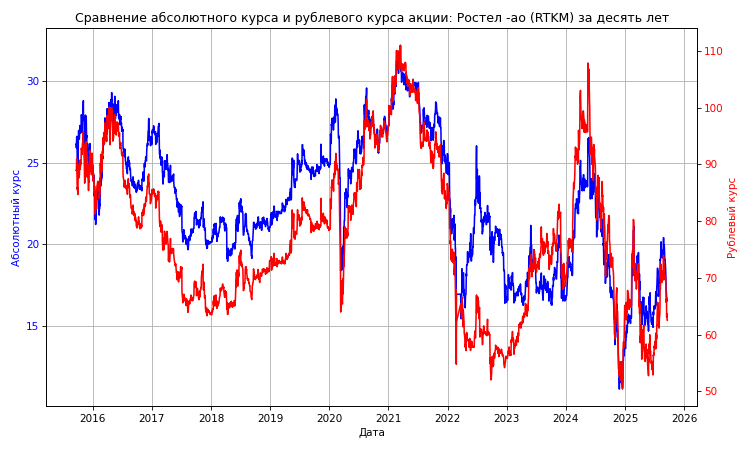 Сравнение абсолютного курса и рублевого курса акции: Ростел -ао (RTKM) за десять лет
Абсолютный курс
30
25
20
15
110
100
90
80
70
60
50
Рублевый курс
2016 2017 2018 2019 2020 2021 2022 2023 2024 2025 2026
Дата